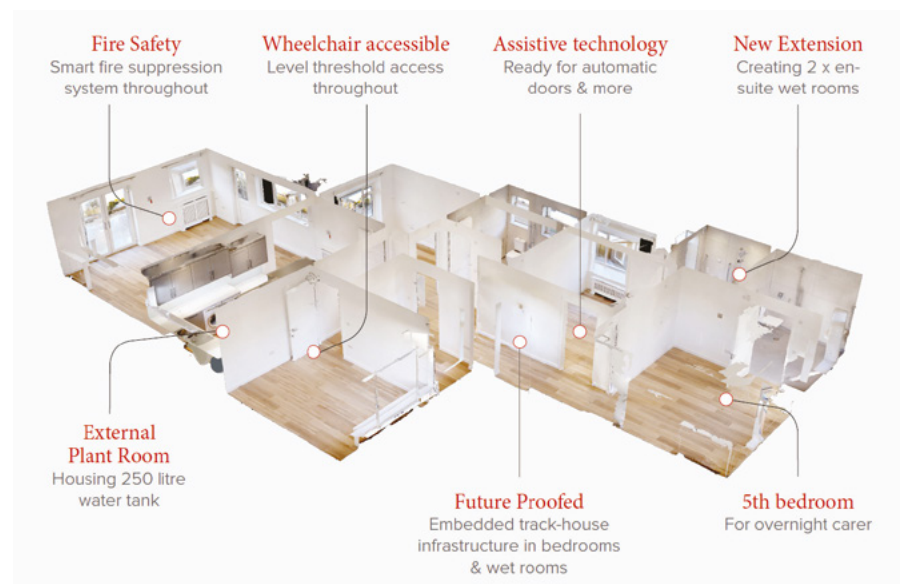 Fire Safety
Smart fire suppression
system throughout
Wheelchair accessible
Level threshold access
throughout
Assistive technology
Ready for automatic
doors & more
New Extension
Creating 2 x en-
suite wet rooms
External
Plant Room
Housing 250 litre
water tank
Future Proofed
Embedded track-house
infrastructure in bedrooms
& wet rooms
5th bedroom
For overnight carer